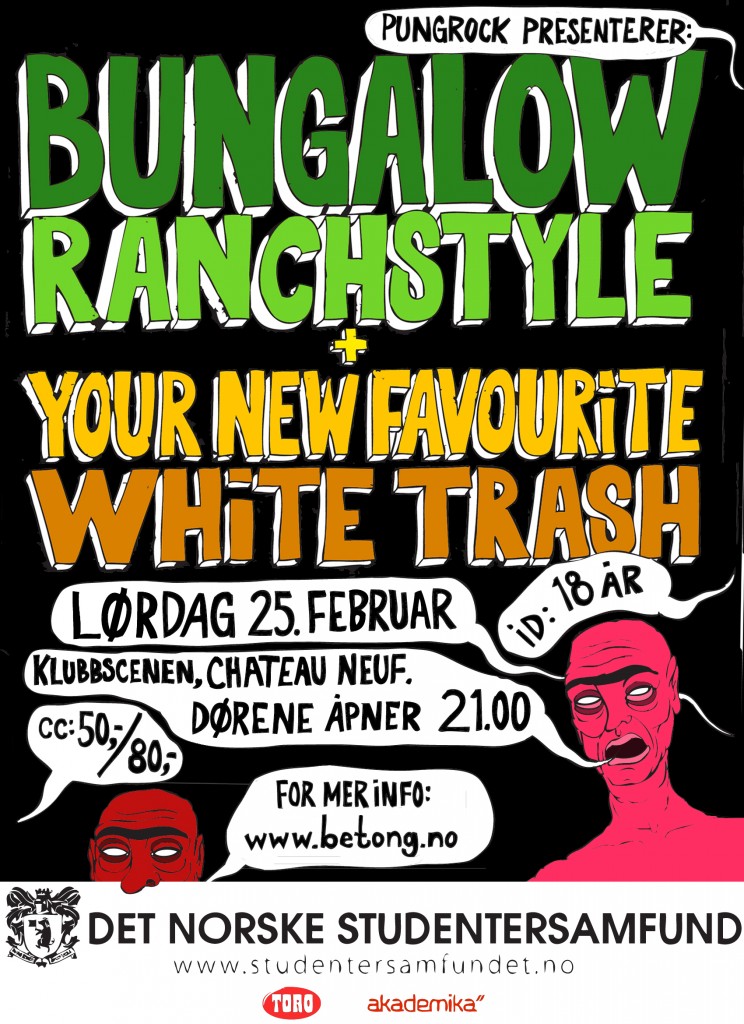 PUNGROCK PRESENTERER:
BUNGALOW
RANCHSTYLE
+
YOUR NEW FAVOURiTE
WHiTE TRASH
LØRDAG 25. FEBRUAR
iD: 18 ÅR
KLUBBSCENEN, CHATEAU NEUF.
DØRENE ÅPNER 21.00
CC: 50,-/80,-
FOR MER iNFO:
www.betong.no
DET NORSKE STUDENTERSAMFUND
www.studentersamfundet.no
TORO akademika"